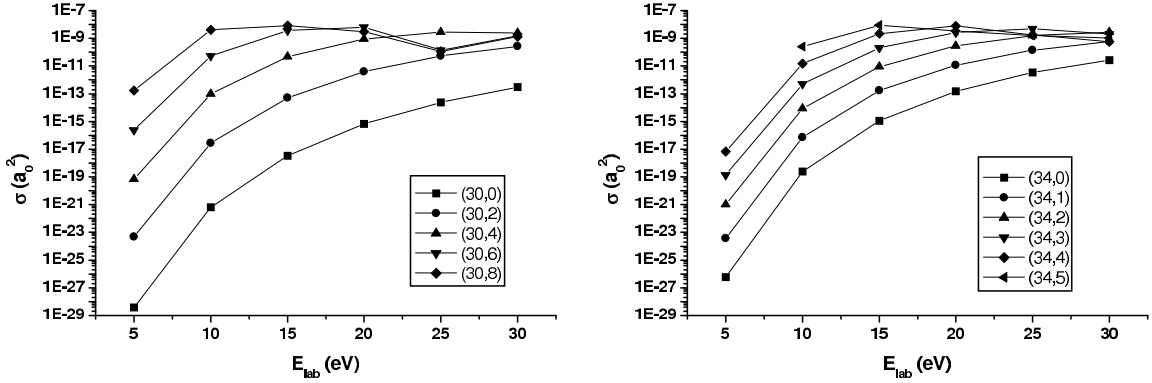 1E-7
1E-9
1E-11
1E-13
1E-15
1E-17
1E-19
1E-21
1E-23
1E-25
1E-27
1E-29
σ (a₀²)
5 10 15 20 25 30
E_lab (eV)
(30,0)
(30,2)
(30,4)
(30,6)
(30,8)
1E-7
1E-9
1E-11
1E-13
1E-15
1E-17
1E-19
1E-21
1E-23
1E-25
1E-27
1E-29
σ (a₀²)
5 10 15 20 25 30
E_lab (eV)
(34,0)
(34,1)
(34,2)
(34,3)
(34,4)
(34,5)